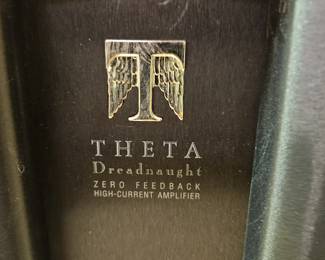 T
THETA
Dreadnaught
ZERO FEEDBACK
HIGH-CURRENT AMPLIFIER